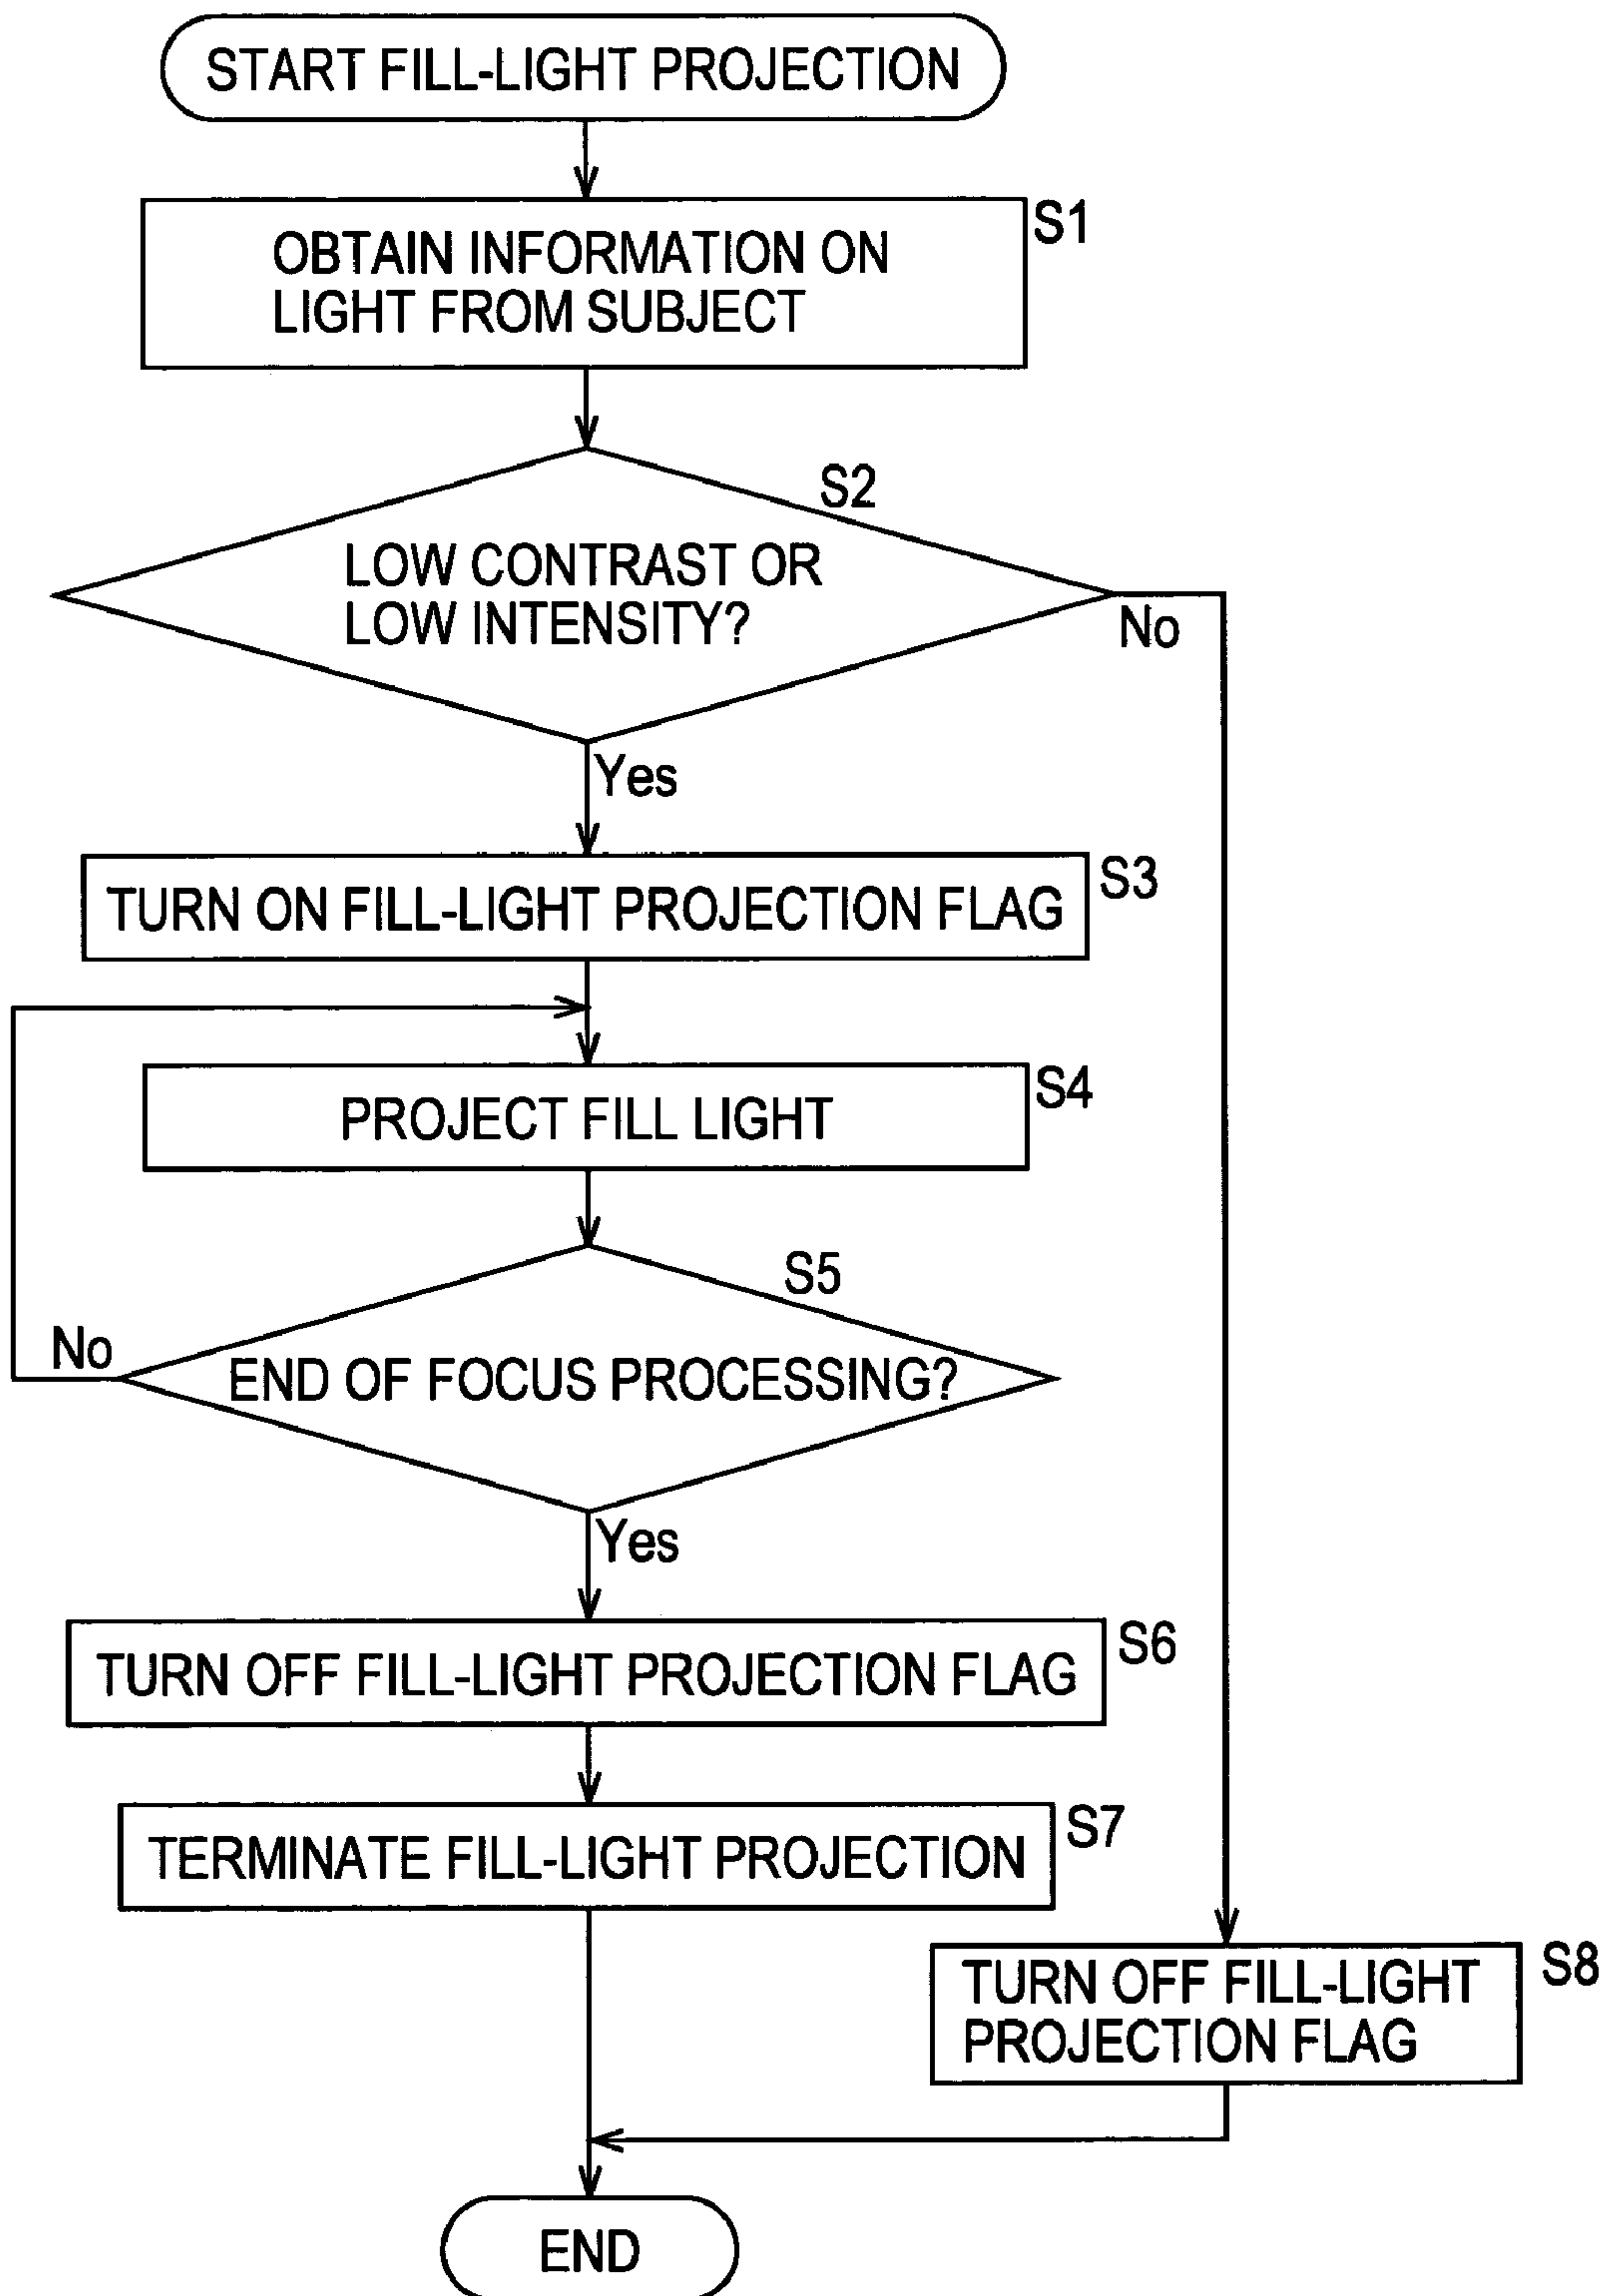 START FILL-LIGHT PROJECTION
S1
OBTAIN INFORMATION ON
LIGHT FROM SUBJECT
S2
LOW CONTRAST OR
LOW INTENSITY?
No
Yes
S3
TURN ON FILL-LIGHT PROJECTION FLAG
S4
PROJECT FILL LIGHT
S5
No
END OF FOCUS PROCESSING?
Yes
S6
TURN OFF FILL-LIGHT PROJECTION FLAG
S7
TERMINATE FILL-LIGHT PROJECTION
S8
TURN OFF FILL-LIGHT
PROJECTION FLAG
END